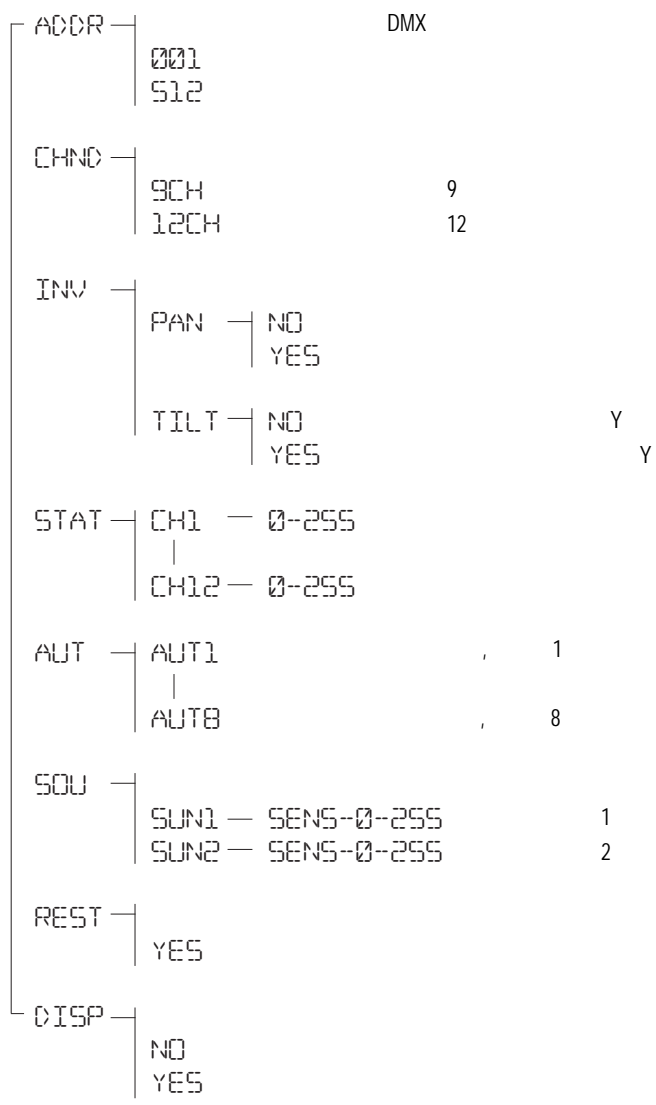 ADDR DMX
001
512
CHND
9CH 9
12CH 12
INV
PAN NO
YES
TILT NO Y
YES Y
STAT CH1 0-255
CH12 0-255
AUT AUT1 , 1
AUT8 , 8
SOU
SUN1 SENS-0-255 1
SUN2 SENS-0-255 2
REST
YES
DISP
NO
YES